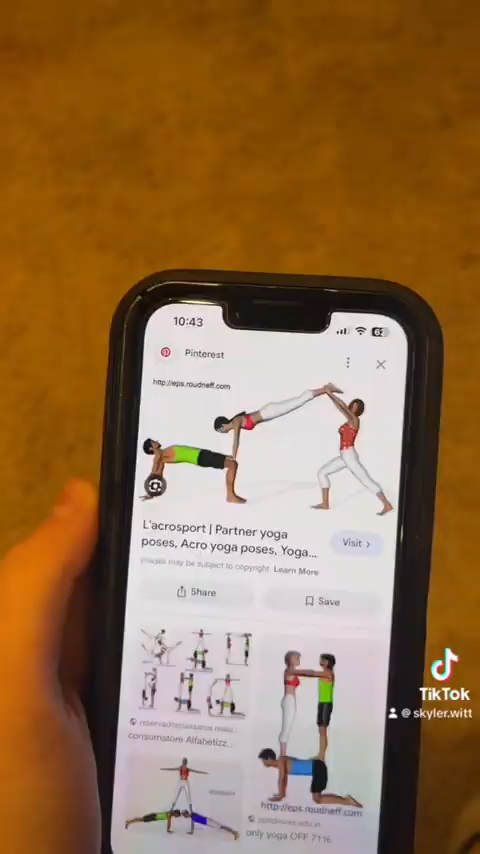 10:43
62
Pinterest
http://eps.roudneff.com
L'acrosport | Partner yoga
poses, Acro yoga poses, Yoga...
Visit >
Images may be subject to copyright. Learn More
Share
Save
consumatore Alfabetizz...
http://eps.roudneff.com
only yoga OFF 71%
TikTok
@ skyler.witt